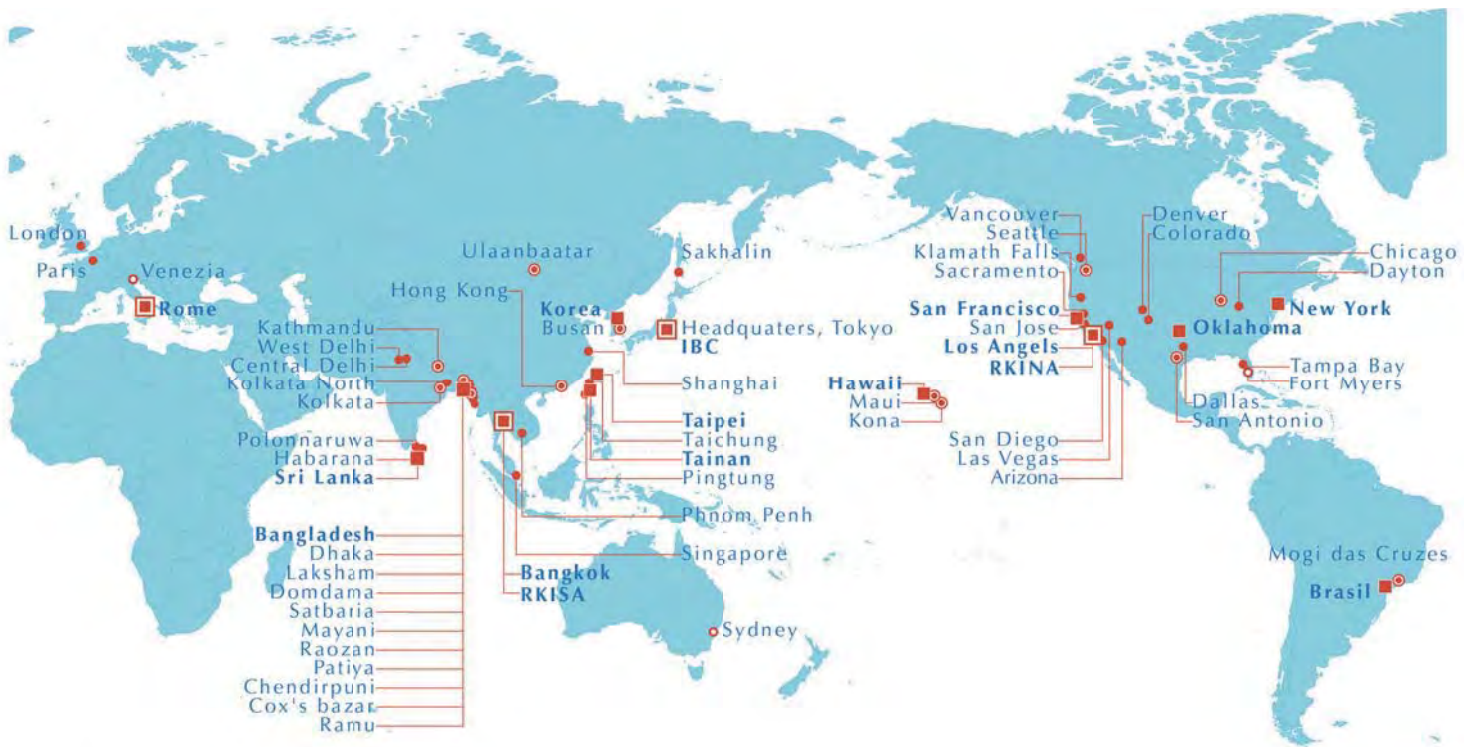 London
Paris
Venezia
Rome
Ulaanbaatar
Hong Kong
Sakhalin
Korea
Busan
Headquaters, Tokyo
IBC
Kathmandu
West Delhi
Central Delhi
Kolkata North
Kolkata
Polonnaruwa
Habarana
Sri Lanka
Shanghai
Taipei
Taichung
Tainan
Pingtung
Phnom Penh
Singapore
Bangkok
RKISA
Bangladesh
Dhaka
Laksham
Domdama
Satbaria
Mayani
Raozan
Patiya
Chendirpuni
Cox's bazar
Ramu
Sydney
Vancouver
Seattle
Klamath Falls
Sacramento
San Francisco
San Jose
Los Angels
RKINA
Hawaii
Maui
Kona
San Diego
Las Vegas
Arizona
Denver
Colorado
Chicago
Dayton
New York
Oklahoma
Tampa Bay
Fort Myers
Dallas
San Antonio
Mogi das Cruzes
Brasil